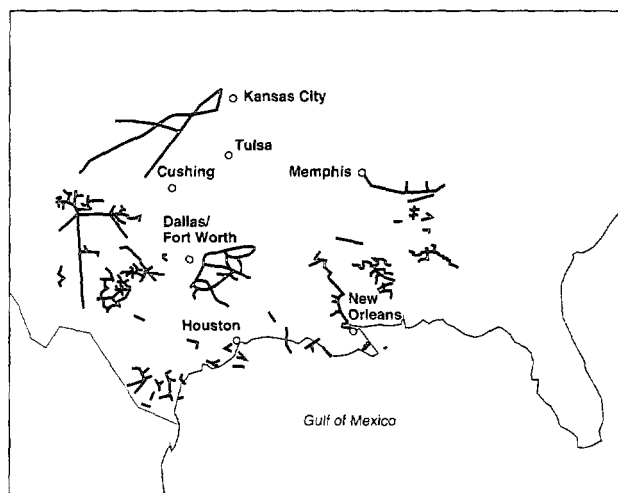 Kansas City
Tulsa
Cushing
Memphis
Dallas/
Fort Worth
New
Orleans
Houston
Gulf of Mexico